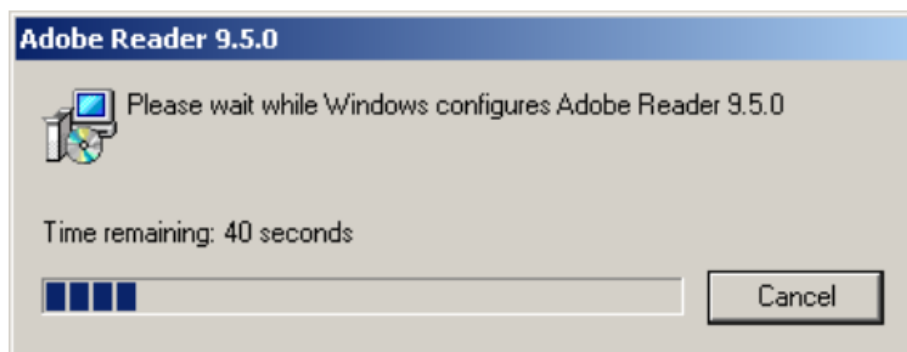 Adobe Reader 9.5.0
Please wait while Windows configures Adobe Reader 9.5.0
Time remaining: 40 seconds
Cancel